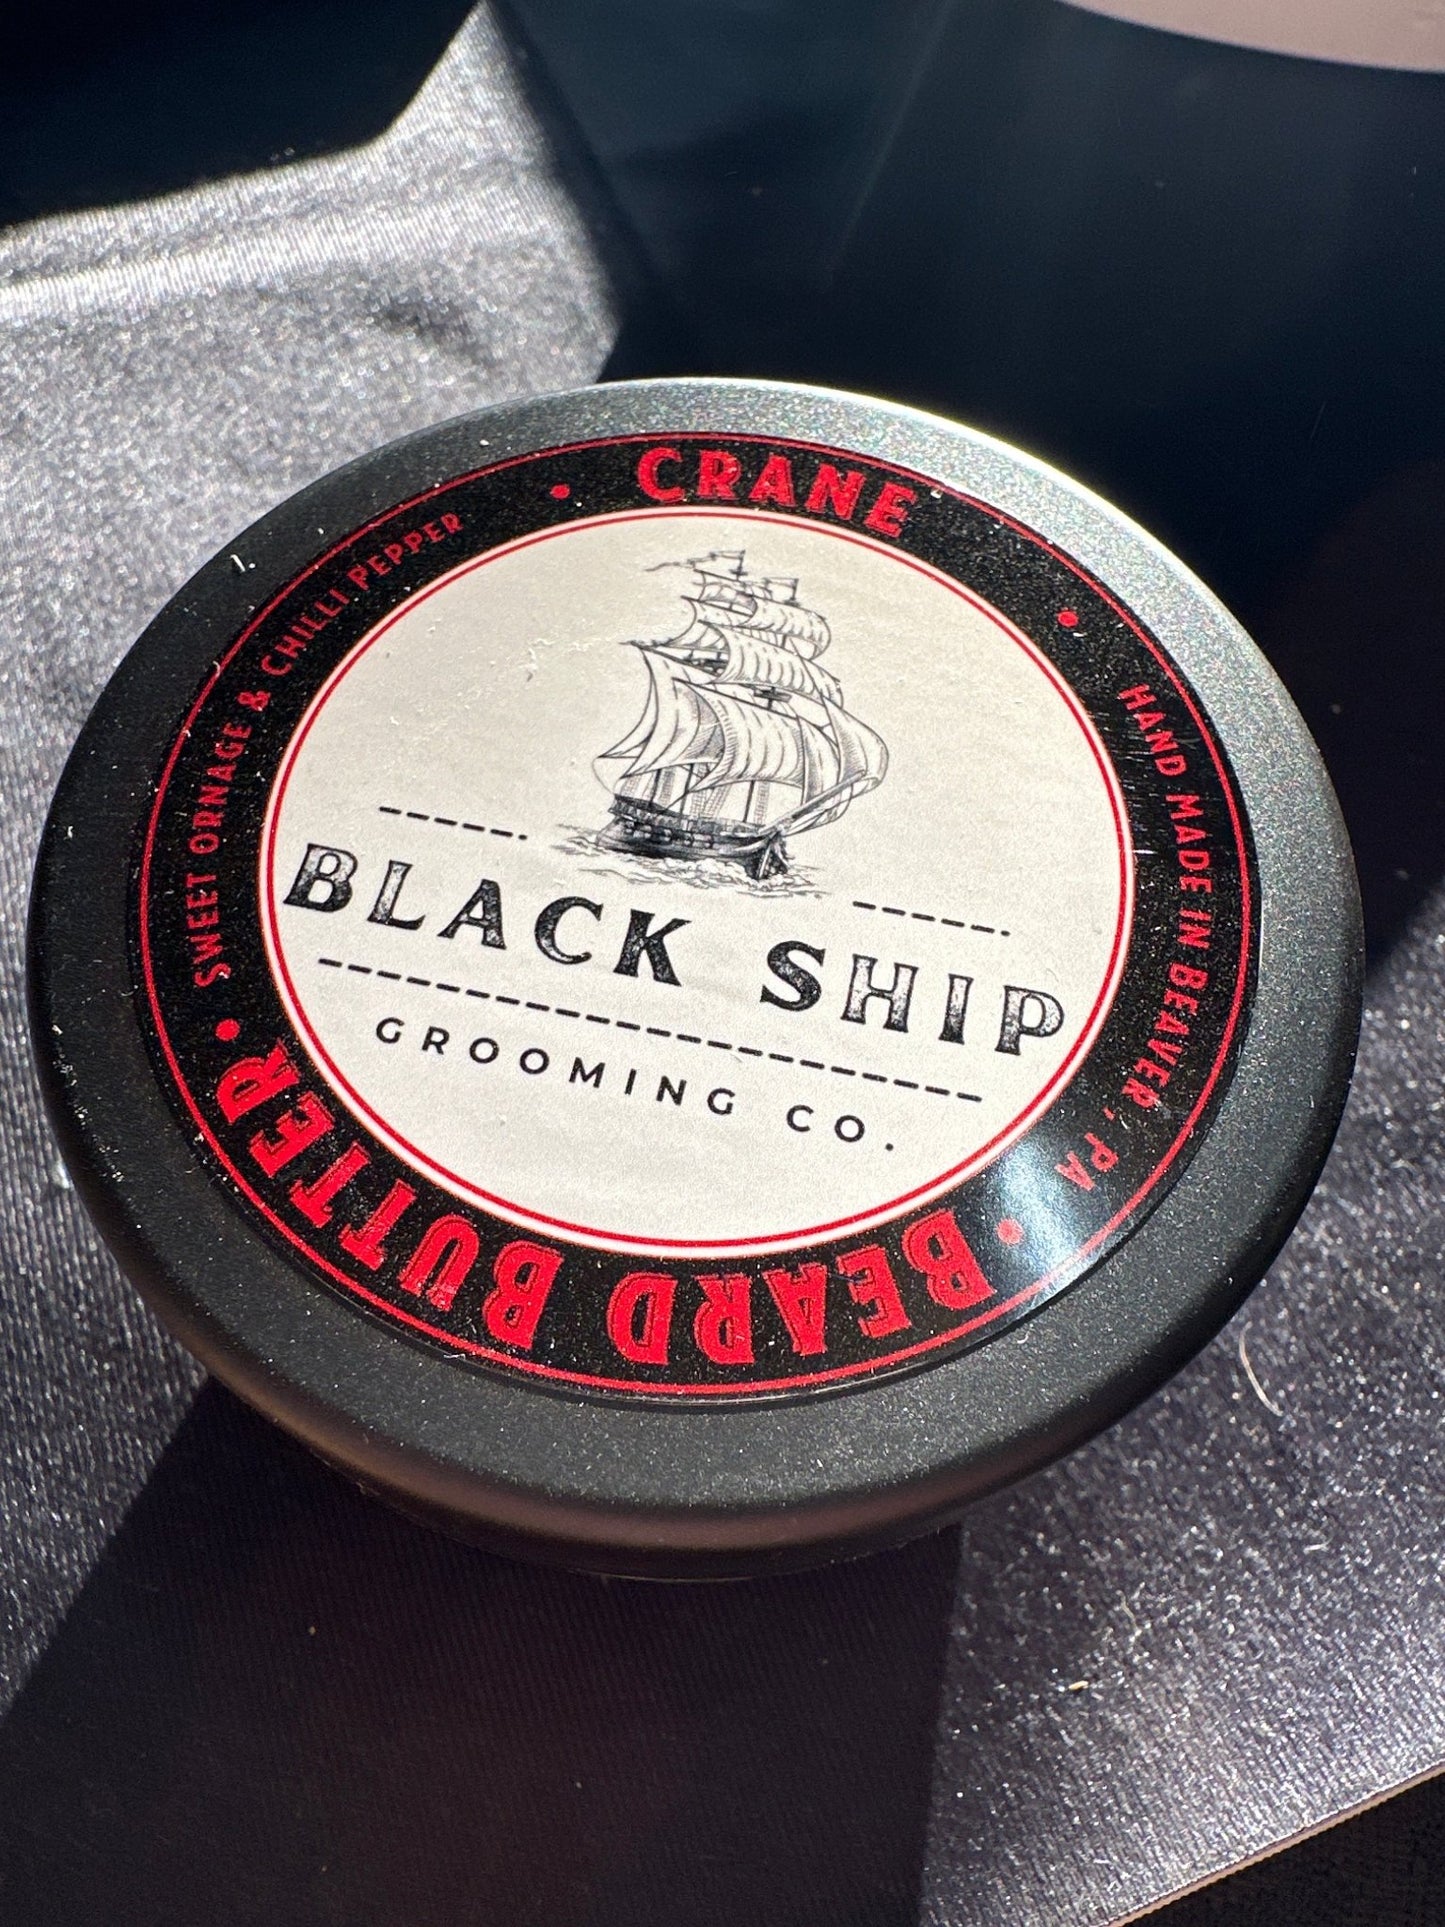 CRANE
SWEET ORNAGE & CHILLI PEPPER
HAND MADE IN BEAVER, PA
BLACK SHIP
GROOMING CO.
BEARD BUTTER